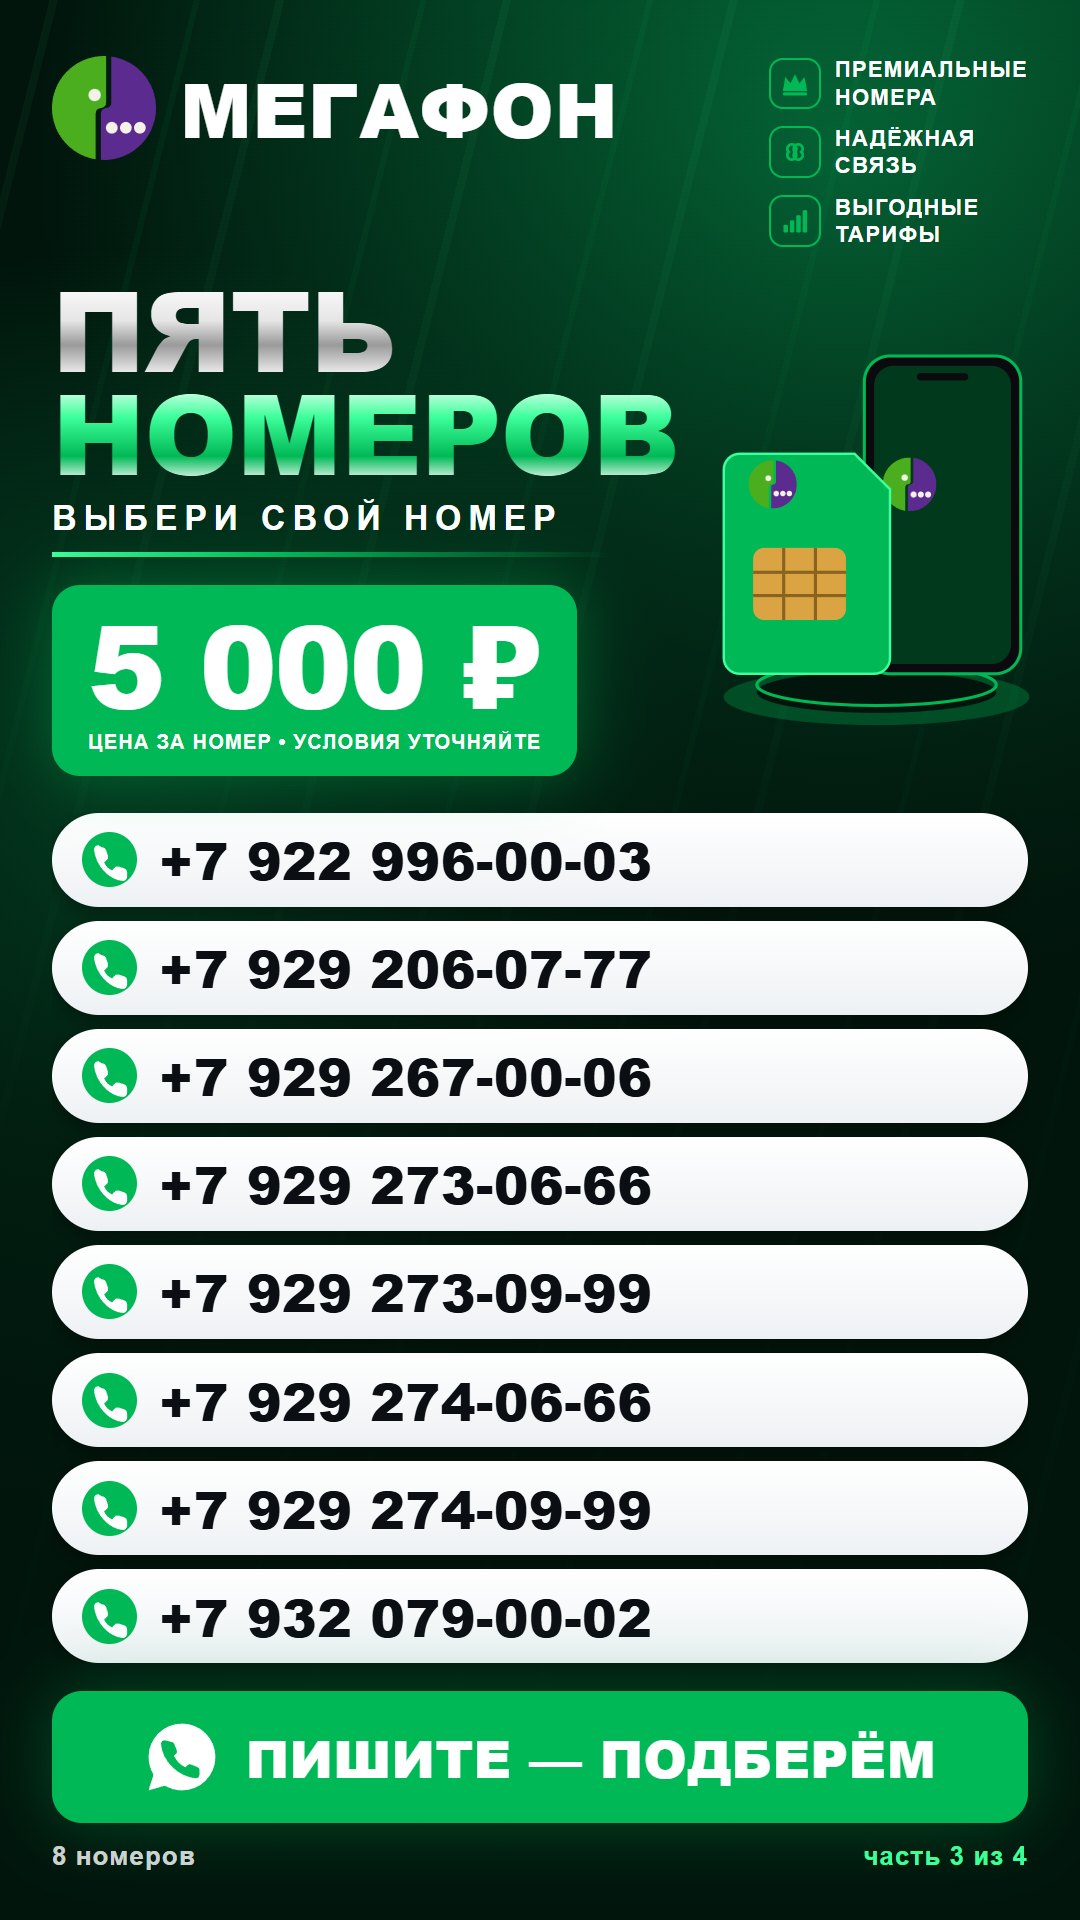 МЕГАФОН
ПРЕМИАЛЬНЫЕ
НОМЕРА
НАДЁЖНАЯ
СВЯЗЬ
ВЫГОДНЫЕ
ТАРИФЫ
ПЯТЬ
НОМЕРОВ
ВЫБЕРИ СВОЙ НОМЕР
5 000 ₽
ЦЕНА ЗА НОМЕР • УСЛОВИЯ УТОЧНЯЙТЕ
+7 922 996-00-03
+7 929 206-07-77
+7 929 267-00-06
+7 929 273-06-66
+7 929 273-09-99
+7 929 274-06-66
+7 929 274-09-99
+7 932 079-00-02
ПИШИТЕ — ПОДБЕРЁМ
8 номеров
часть 3 из 4